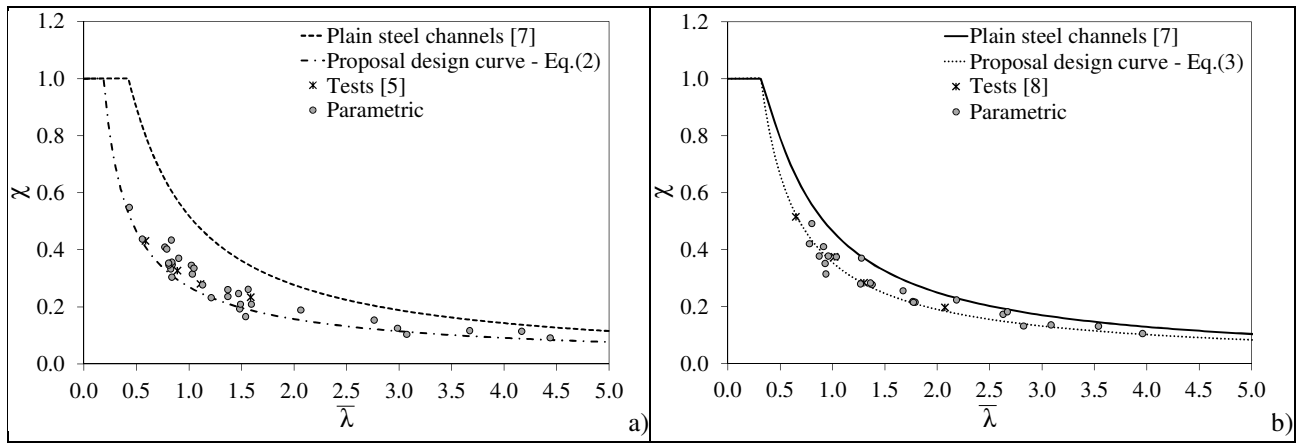 1.2
1.0
0.8
0.6
0.4
0.2
0.0
χ
Plain steel channels [7]
Proposal design curve - Eq.(2)
Tests [5]
Parametric
0.0 0.5 1.0 1.5 2.0 2.5 3.0 3.5 4.0 4.5 5.0
λ̅
a)
1.2
1.0
0.8
0.6
0.4
0.2
0.0
χ
Plain steel channels [7]
Proposal design curve - Eq.(3)
Tests [8]
Parametric
0.0 0.5 1.0 1.5 2.0 2.5 3.0 3.5 4.0 4.5 5.0
λ̅
b)